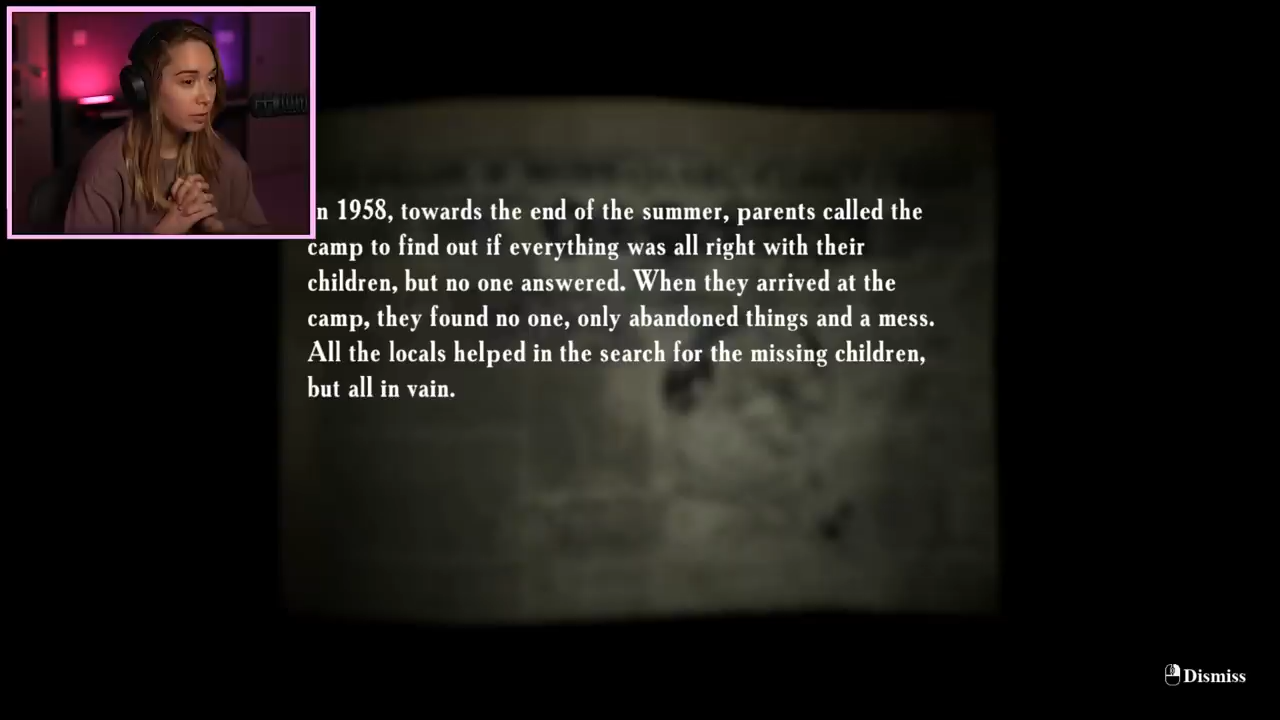 n 1958, towards the end of the summer, parents called the
camp to find out if everything was all right with their
children, but no one answered. When they arrived at the
camp, they found no one, only abandoned things and a mess.
All the locals helped in the search for the missing children,
but all in vain.
Dismiss